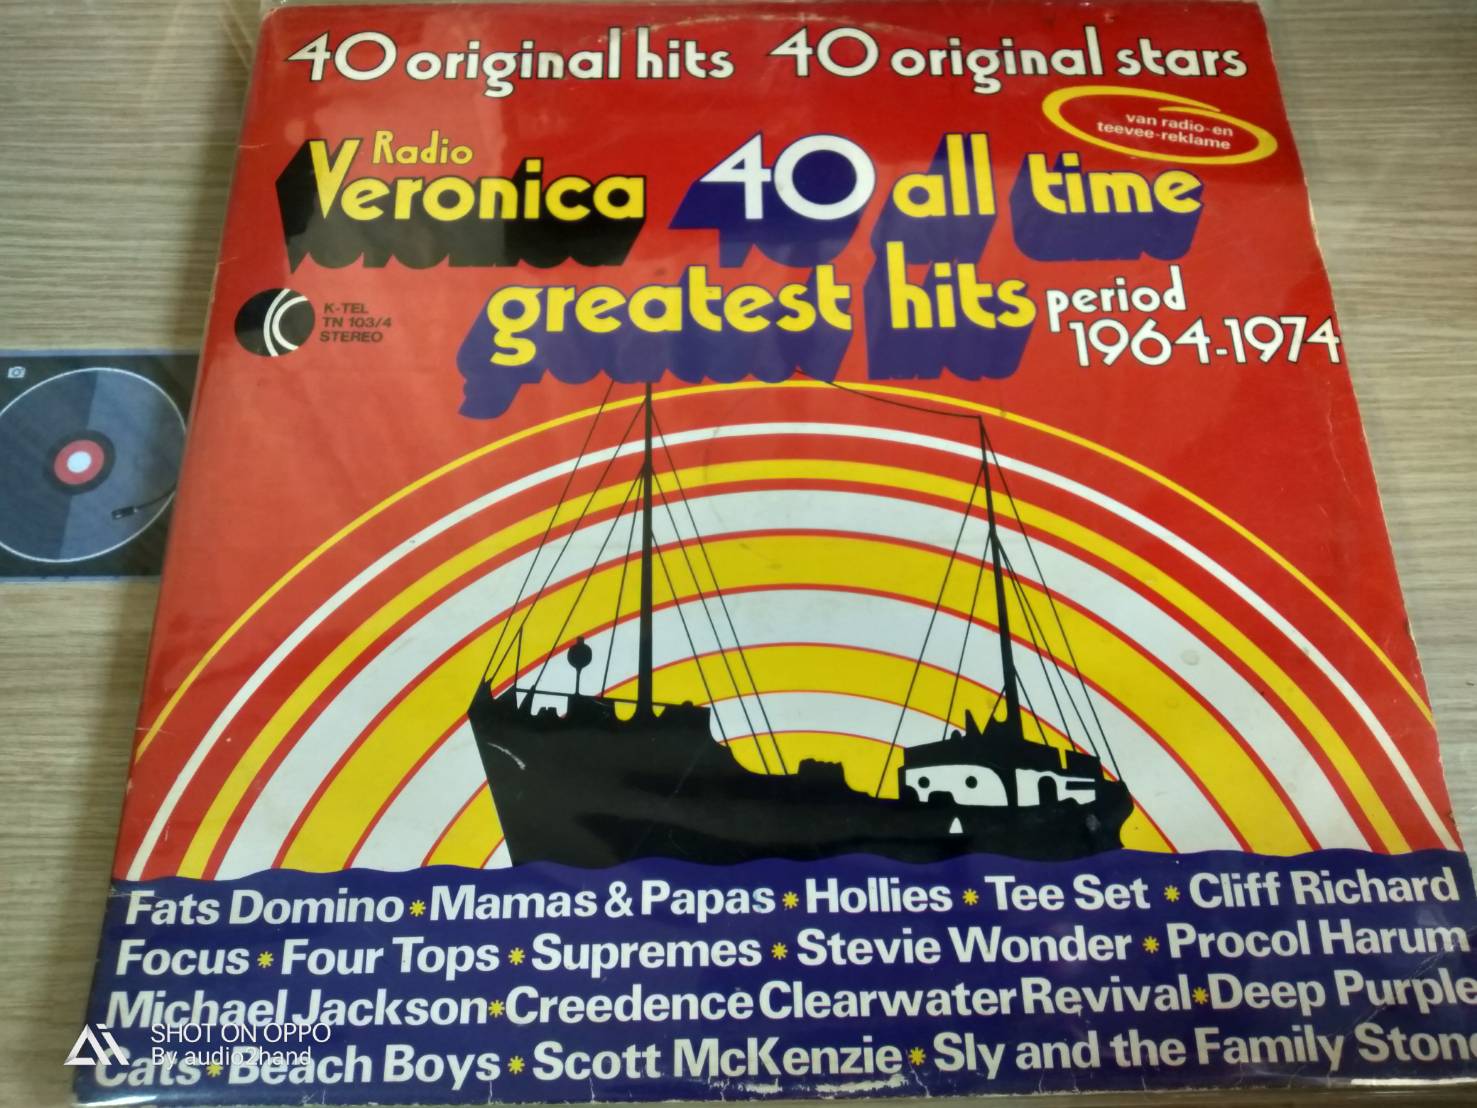 40 original hits 40 original stars
van radio-en
teevee-reklame
Radio
Veronica 40 all time
greatest hits period
1964-1974
K-TEL
TN 103/4
STEREO
Fats Domino * Mamas & Papas * Hollies * Tee Set * Cliff Richard
Focus * Four Tops * Supremes * Stevie Wonder * Procol Harum
Michael Jackson * Creedence Clearwater Revival * Deep Purple
Cats * Beach Boys * Scott McKenzie * Sly and the Family Stone
SHOT ON OPPO
By audio2hand